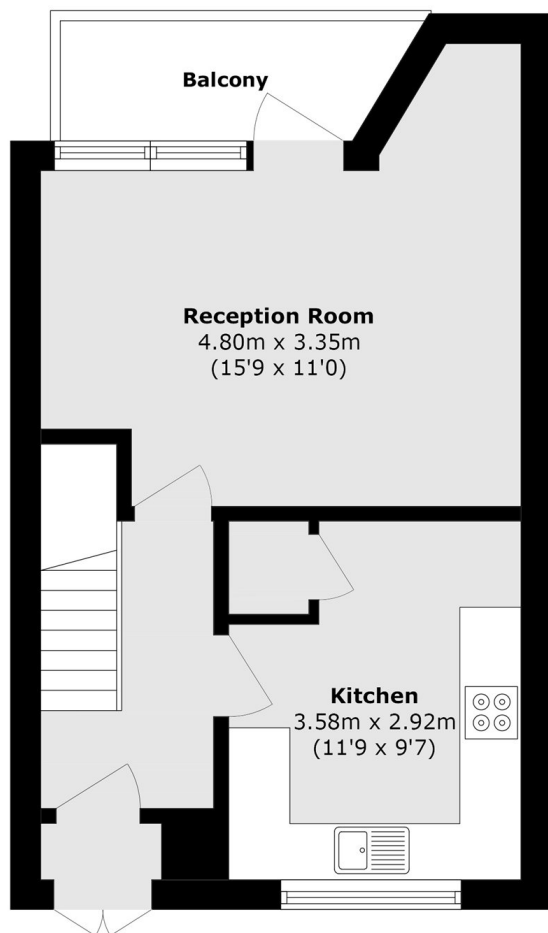 Balcony
Reception Room
4.80m x 3.35m
(15'9 x 11'0)
Kitchen
3.58m x 2.92m
(11'9 x 9'7)